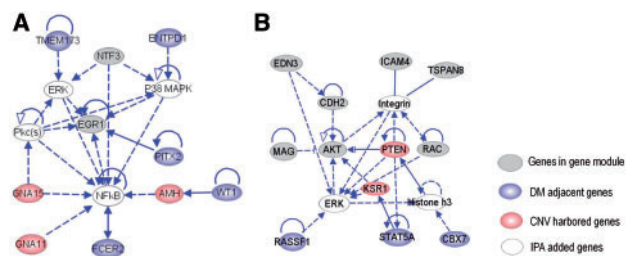 A
TMEM173
ENTPD1
NTF3
ERK
P38 MAPK
EGR1
Pkc(s)
PITX2
GNA15
NFkB
AMH
WT1
GNA11
FCER2
B
EDN3
ICAM4
TSPAN8
CDH2
Integrin
MAG
AKT
PTEN
RAC
KSR1
ERK
Histone h3
RASSF1
STAT5A
CBX7
Genes in gene module
DM adjacent genes
CNV harbored genes
IPA added genes